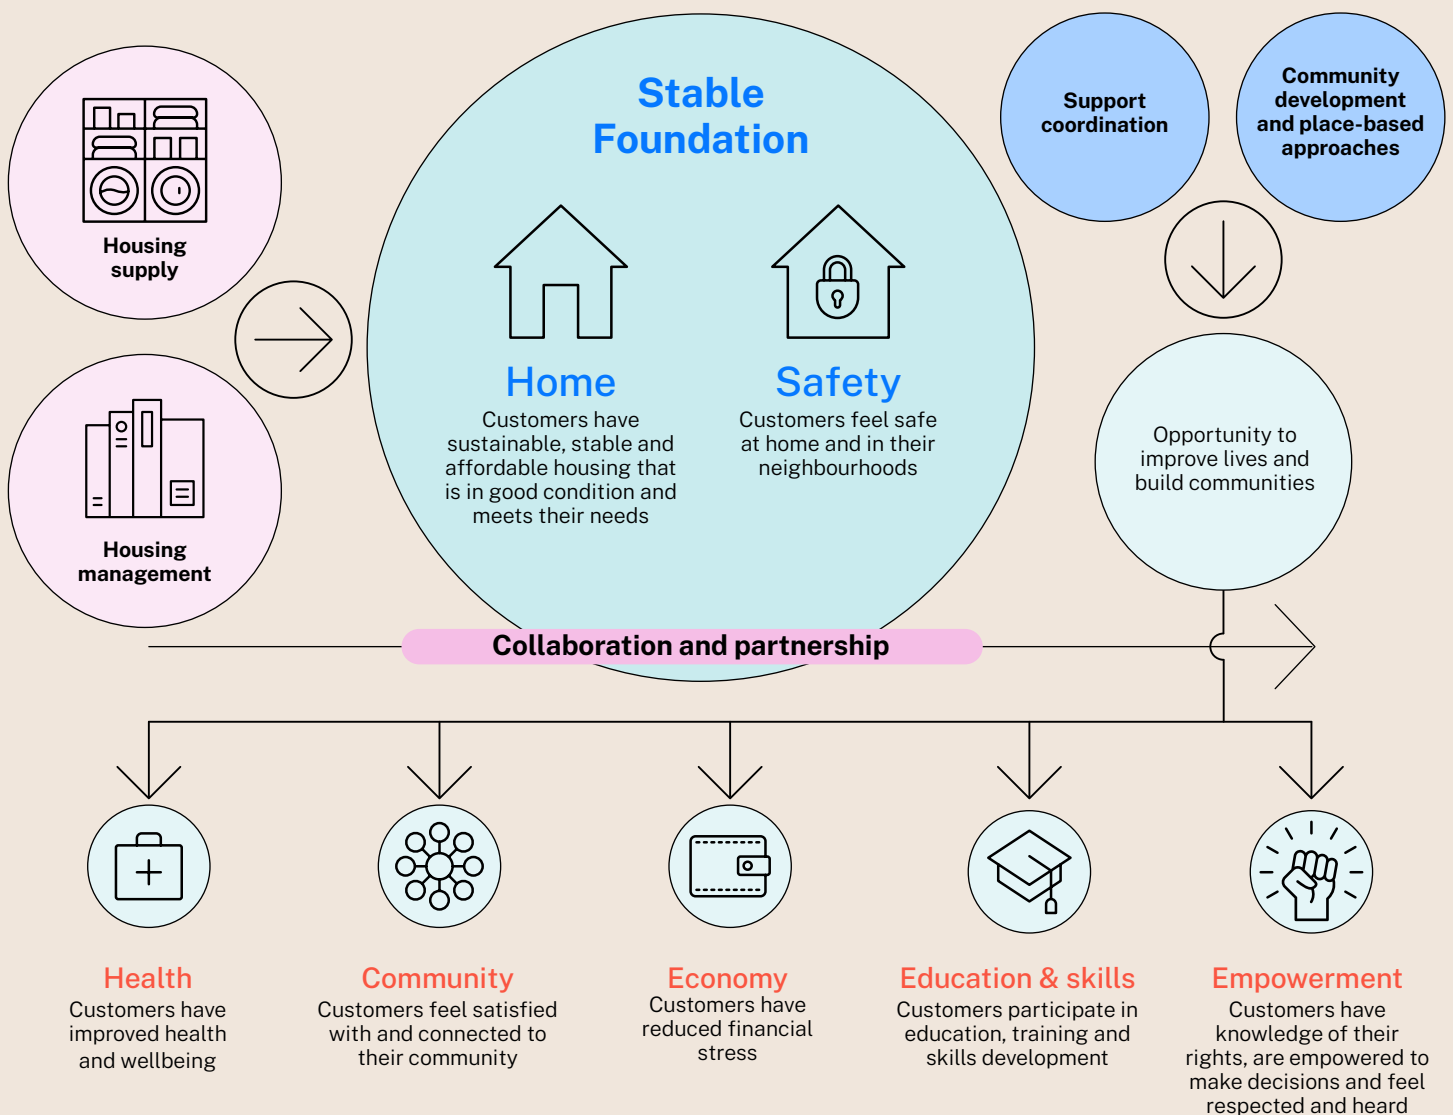 Stable
Foundation
Housing
supply
Housing
management
Home
Customers have
sustainable, stable and
affordable housing that
is in good condition and
meets their needs
Safety
Customers feel safe
at home and in their
neighbourhoods
Support
coordination
Community
development
and place-based
approaches
Opportunity to
improve lives and
build communities
Collaboration and partnership
Health
Customers have
improved health
and wellbeing
Community
Customers feel satisfied
with and connected to
their community
Economy
Customers have
reduced financial
stress
Education & skills
Customers participate in
education, training and
skills development
Empowerment
Customers have
knowledge of their
rights, are empowered to
make decisions and feel
respected and heard